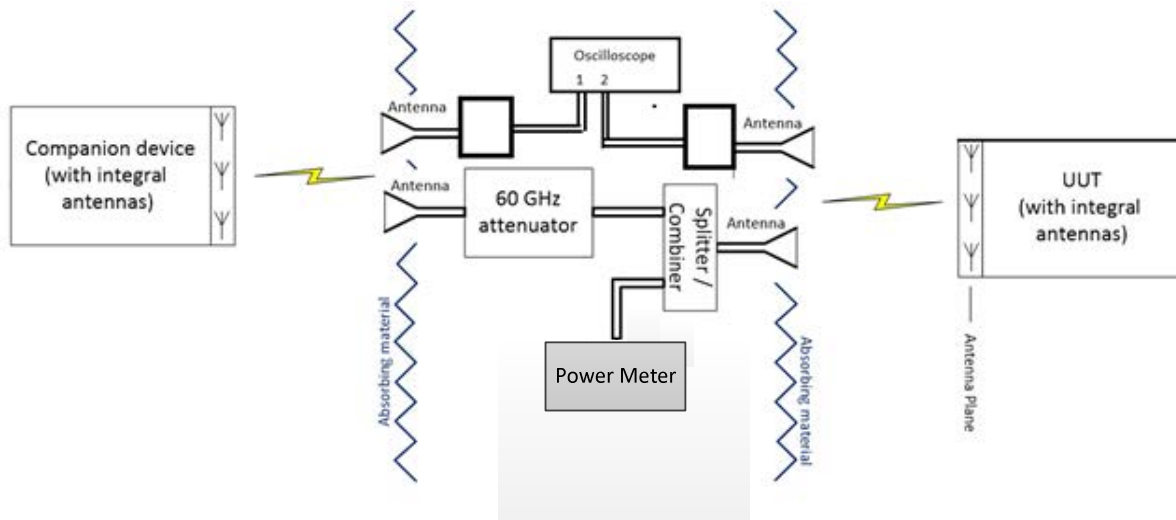 Oscilloscope
1 2
Antenna
Antenna
Companion device
(with integral
antennas)
UUT
(with integral
antennas)
Antenna
60 GHz
attenuator
Splitter /
Combiner
Antenna
Absorbing material
Power Meter
Absorbing material
Antenna Plane